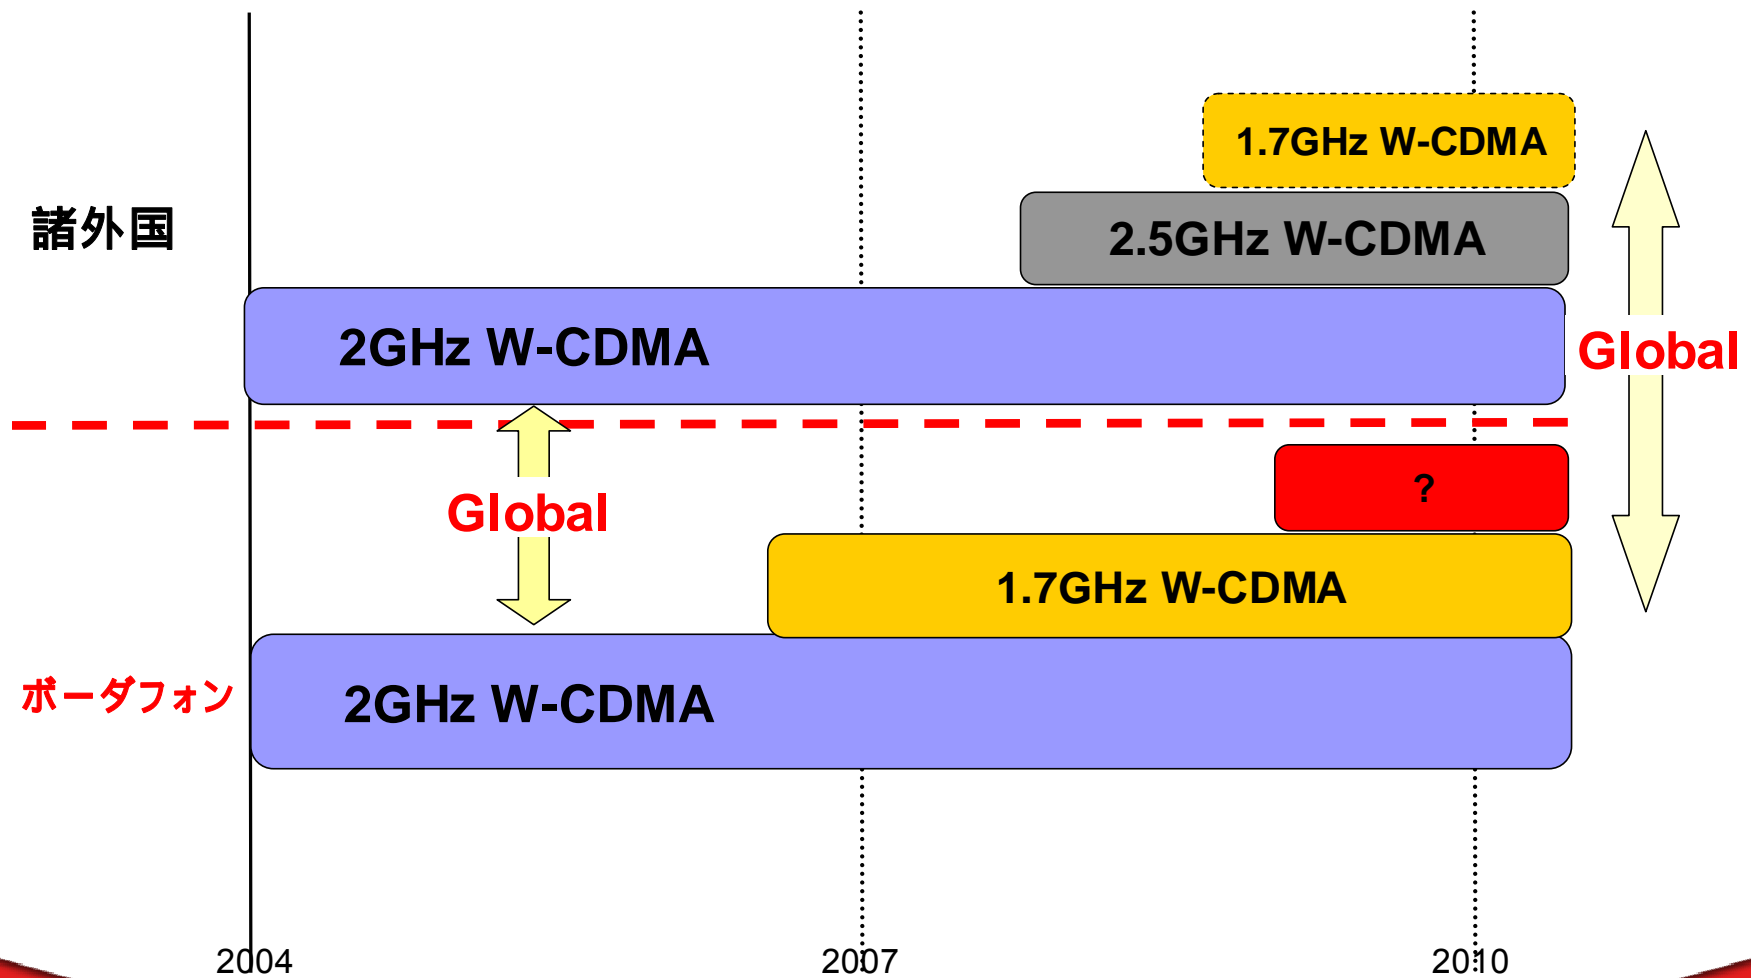 1.7GHz W-CDMA
諸外国
2.5GHz W-CDMA
2GHz W-CDMA
Global
?
Global
1.7GHz W-CDMA
ボーダフォン
2GHz W-CDMA
2004
2007
2010